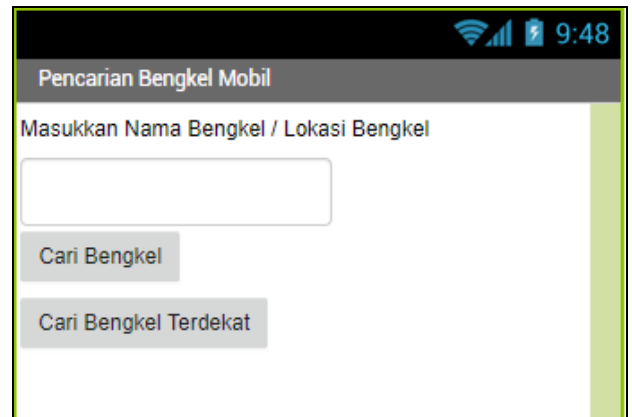 9:48
Pencarian Bengkel Mobil
Masukkan Nama Bengkel / Lokasi Bengkel
Cari Bengkel
Cari Bengkel Terdekat